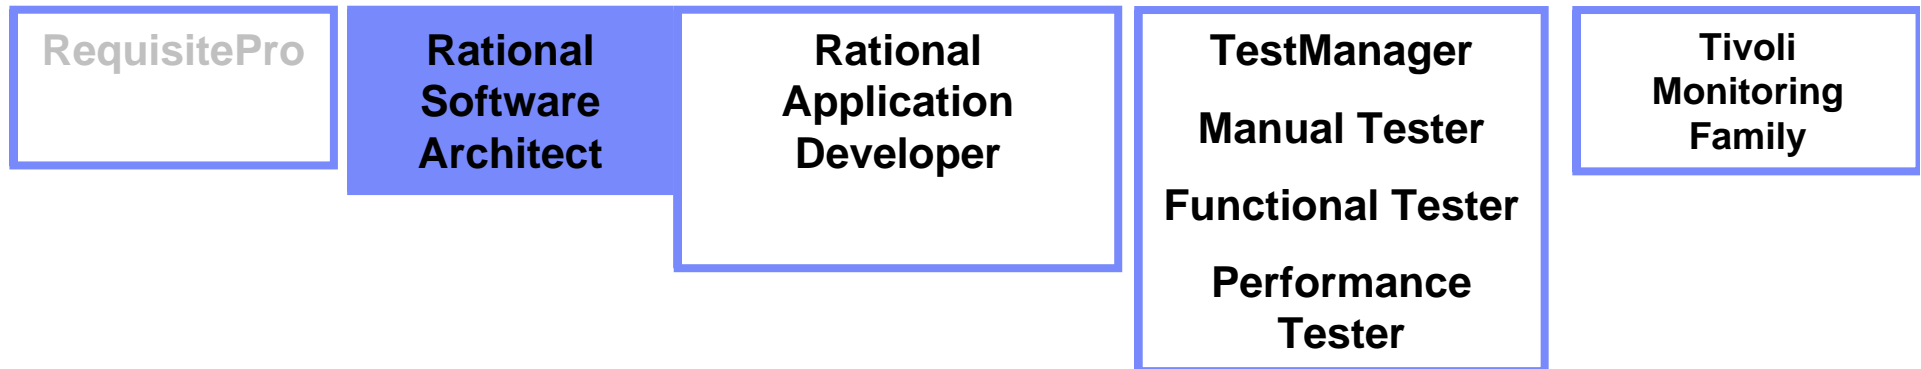 RequisitePro
Rational
Software
Architect
Rational
Application
Developer
TestManager
Manual Tester
Functional Tester
Performance
Tester
Tivoli
Monitoring
Family